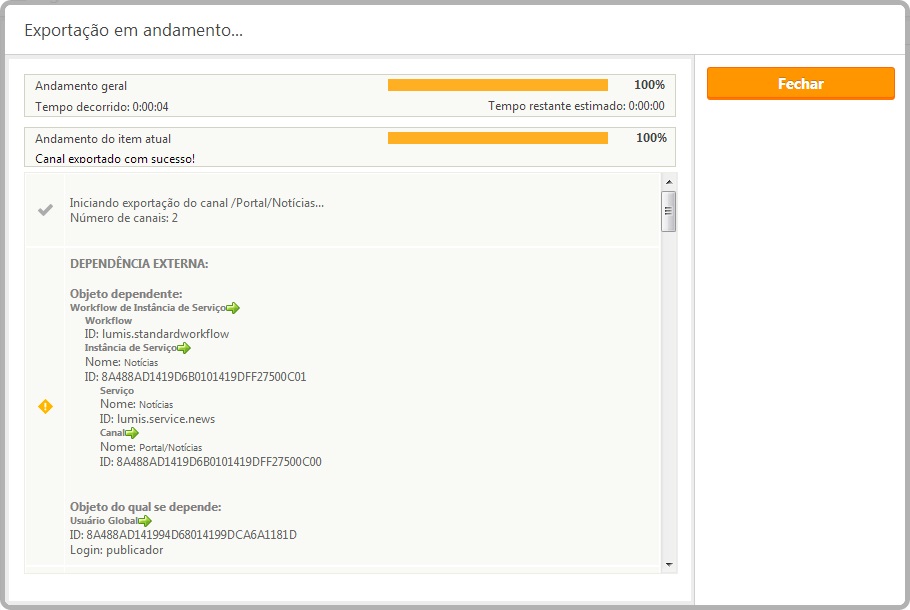 Exportação em andamento...
Fechar
Andamento geral 100%
Tempo decorrido: 0:00:04 Tempo restante estimado: 0:00:00
Andamento do item atual 100%
Canal exportado com sucesso!
Iniciando exportação do canal /Portal/Notícias...
Número de canais: 2
DEPENDÊNCIA EXTERNA:
Objeto dependente:
Workflow de Instância de Serviço
Workflow
ID: lumis.standardworkflow
Instância de Serviço
Nome: Notícias
ID: 8A488AD1419D6B0101419DFF27500C01
Serviço
Nome: Notícias
ID: lumis.service.news
Canal
Nome: Portal/Notícias
ID: 8A488AD1419D6B0101419DFF27500C00
Objeto do qual se depende:
Usuário Global
ID: 8A488AD141994D68014199DCA6A1181D
Login: publicador